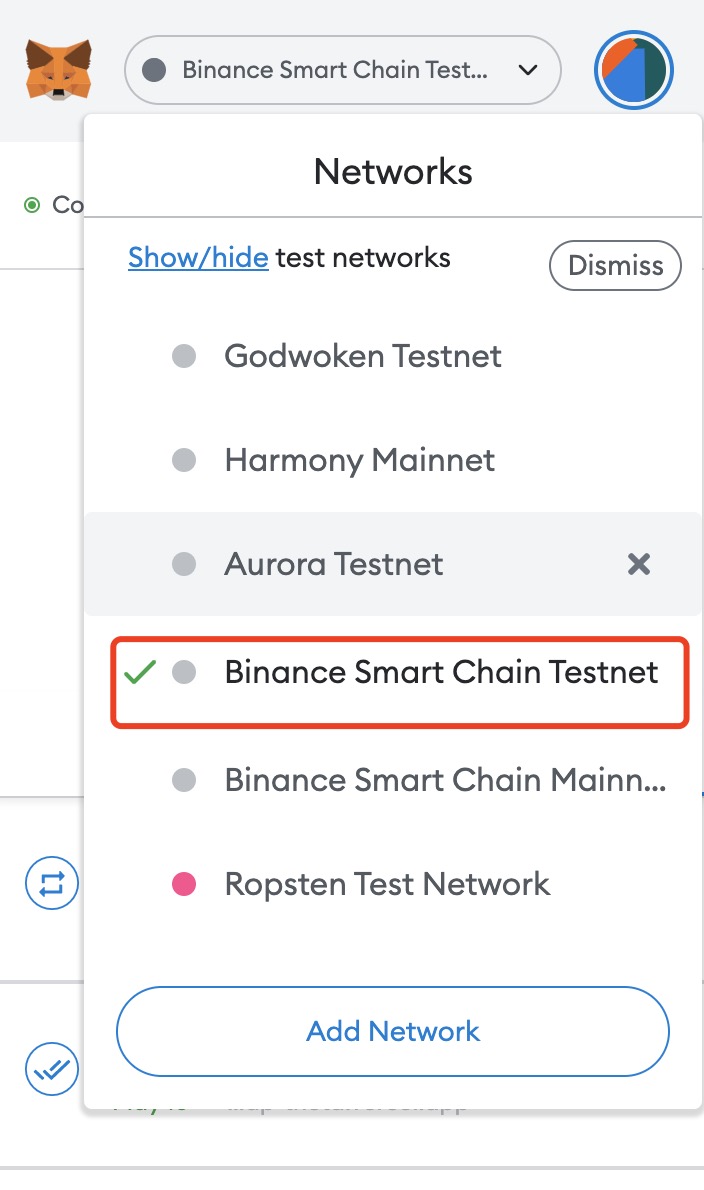 Binance Smart Chain Test...
Networks
Co
Show/hide test networks
Dismiss
Godwoken Testnet
Harmony Mainnet
Aurora Testnet
Binance Smart Chain Testnet
Binance Smart Chain Mainn...
Ropsten Test Network
Add Network